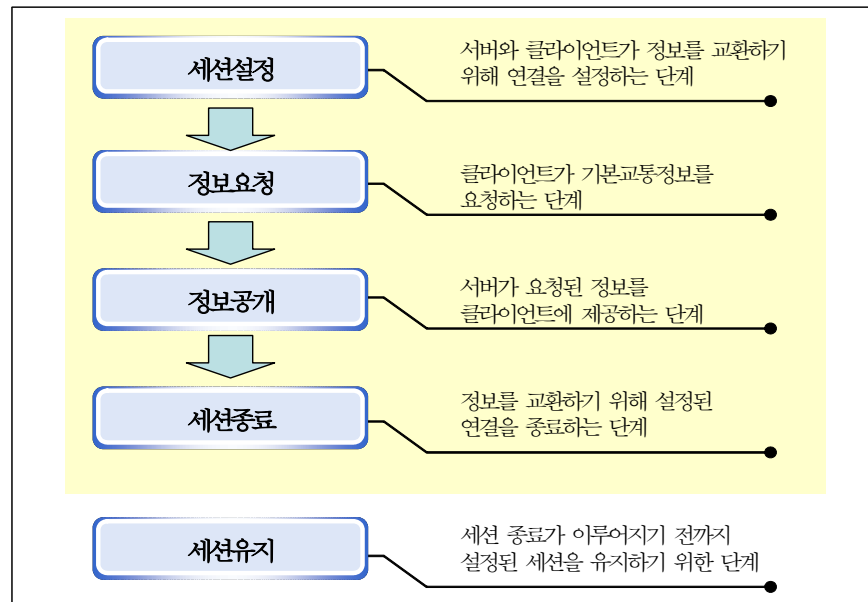 세션설정
서버와 클라이언트가 정보를 교환하기
위해 연결을 설정하는 단계
정보요청
클라이언트가 기본교통정보를
요청하는 단계
정보공개
서버가 요청된 정보를
클라이언트에 제공하는 단계
세션종료
정보를 교환하기 위해 설정된
연결을 종료하는 단계
세션유지
세션 종료가 이루어지기 전까지
설정된 세션을 유지하기 위한 단계